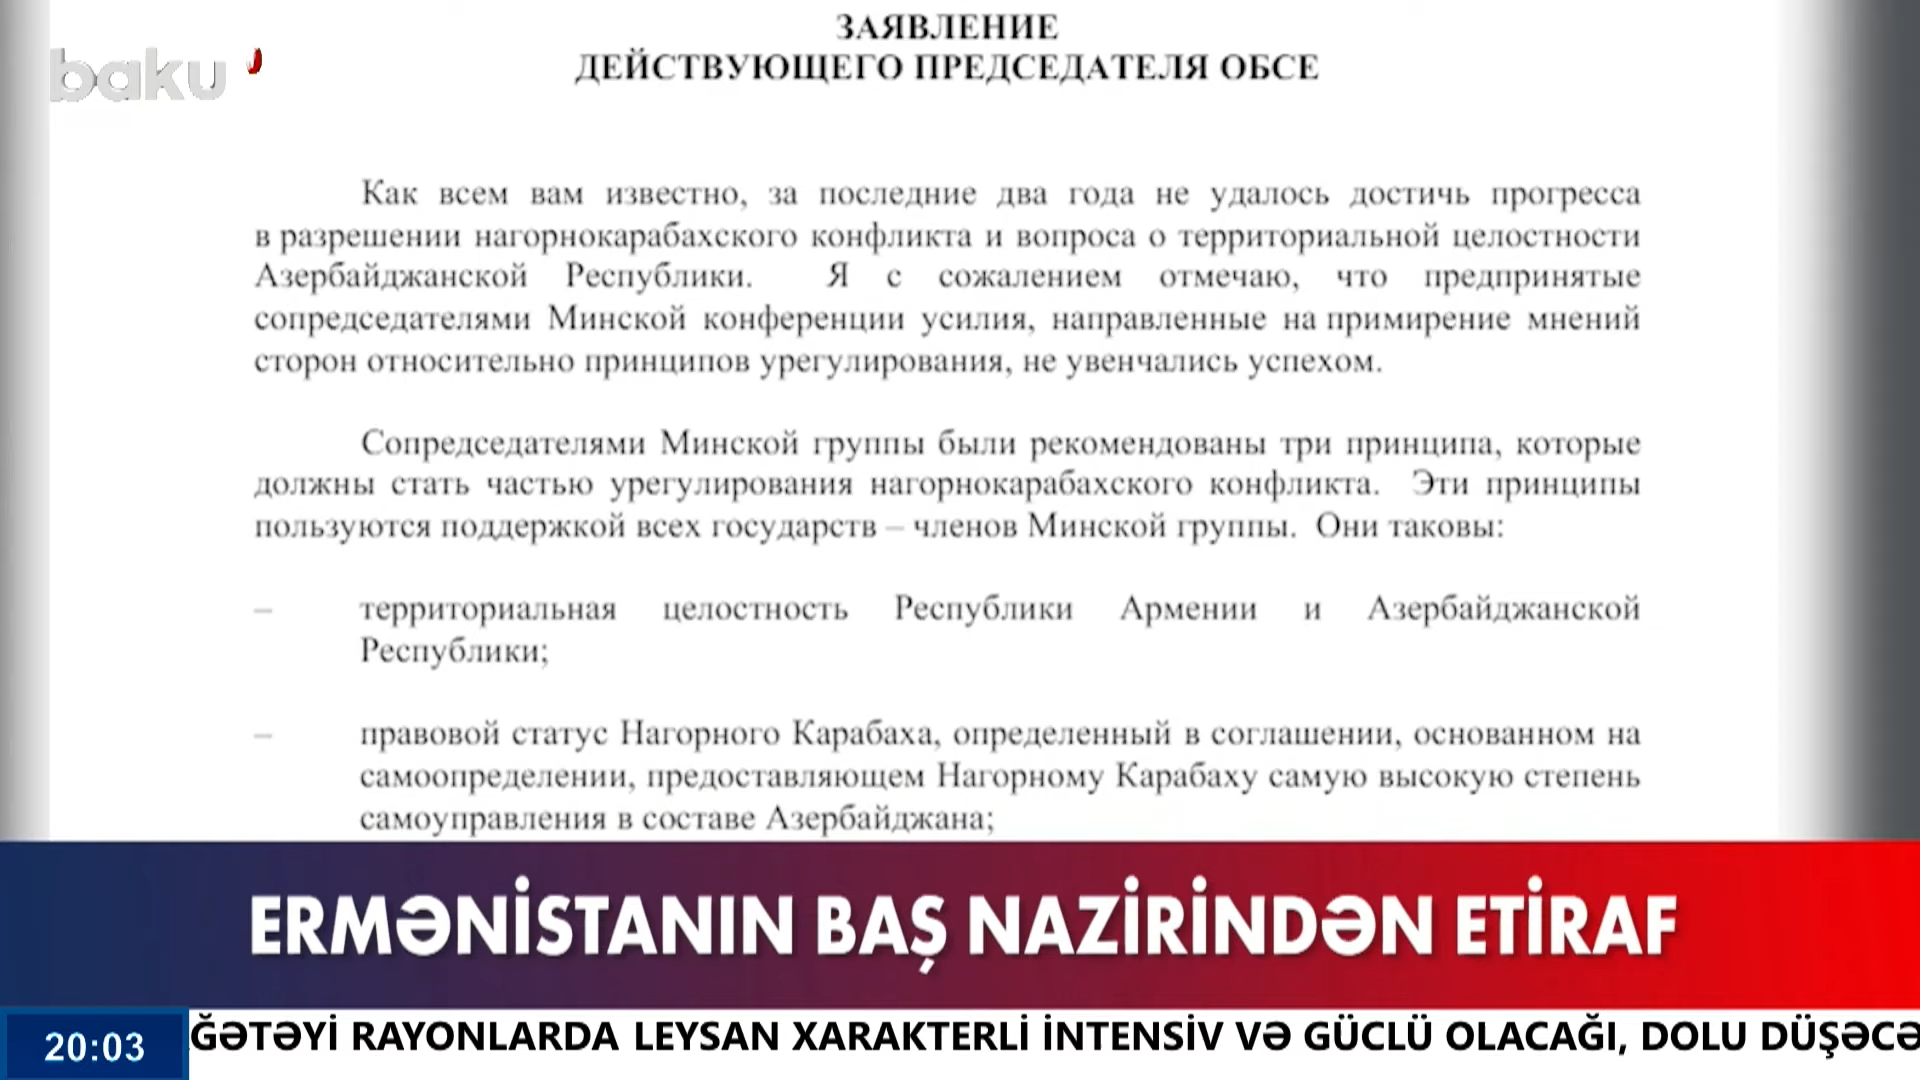 ЗАЯВЛЕНИЕ
ДЕЙСТВУЮЩЕГО ПРЕДСЕДАТЕЛЯ ОБСЕ
baku
Как всем вам известно, за последние два года не удалось достичь прогресса
в разрешении нагорнокарабахского конфликта и вопроса о территориальной целостности
Азербайджанской Республики. Я с сожалением отмечаю, что предпринятые
сопредседателями Минской конференции усилия, направленные на примирение мнений
сторон относительно принципов урегулирования, не увенчались успехом.
Сопредседателями Минской группы были рекомендованы три принципа, которые
должны стать частью урегулирования нагорнокарабахского конфликта. Эти принципы
пользуются поддержкой всех государств – членов Минской группы. Они таковы:
– территориальная целостность Республики Армении и Азербайджанской
Республики;
– правовой статус Нагорного Карабаха, определенный в соглашении, основанном на
самоопределении, предоставляющем Нагорному Карабаху самую высокую степень
самоуправления в составе Азербайджана;
ERMƏNİSTANIN BAŞ NAZİRİNDƏN ETİRAF
20:03
ĞƏTƏYİ RAYONLARDA LEYSAN XARAKTERLİ İNTENSİV VƏ GÜCLÜ OLACAĞI, DOLU DÜŞƏCƏ